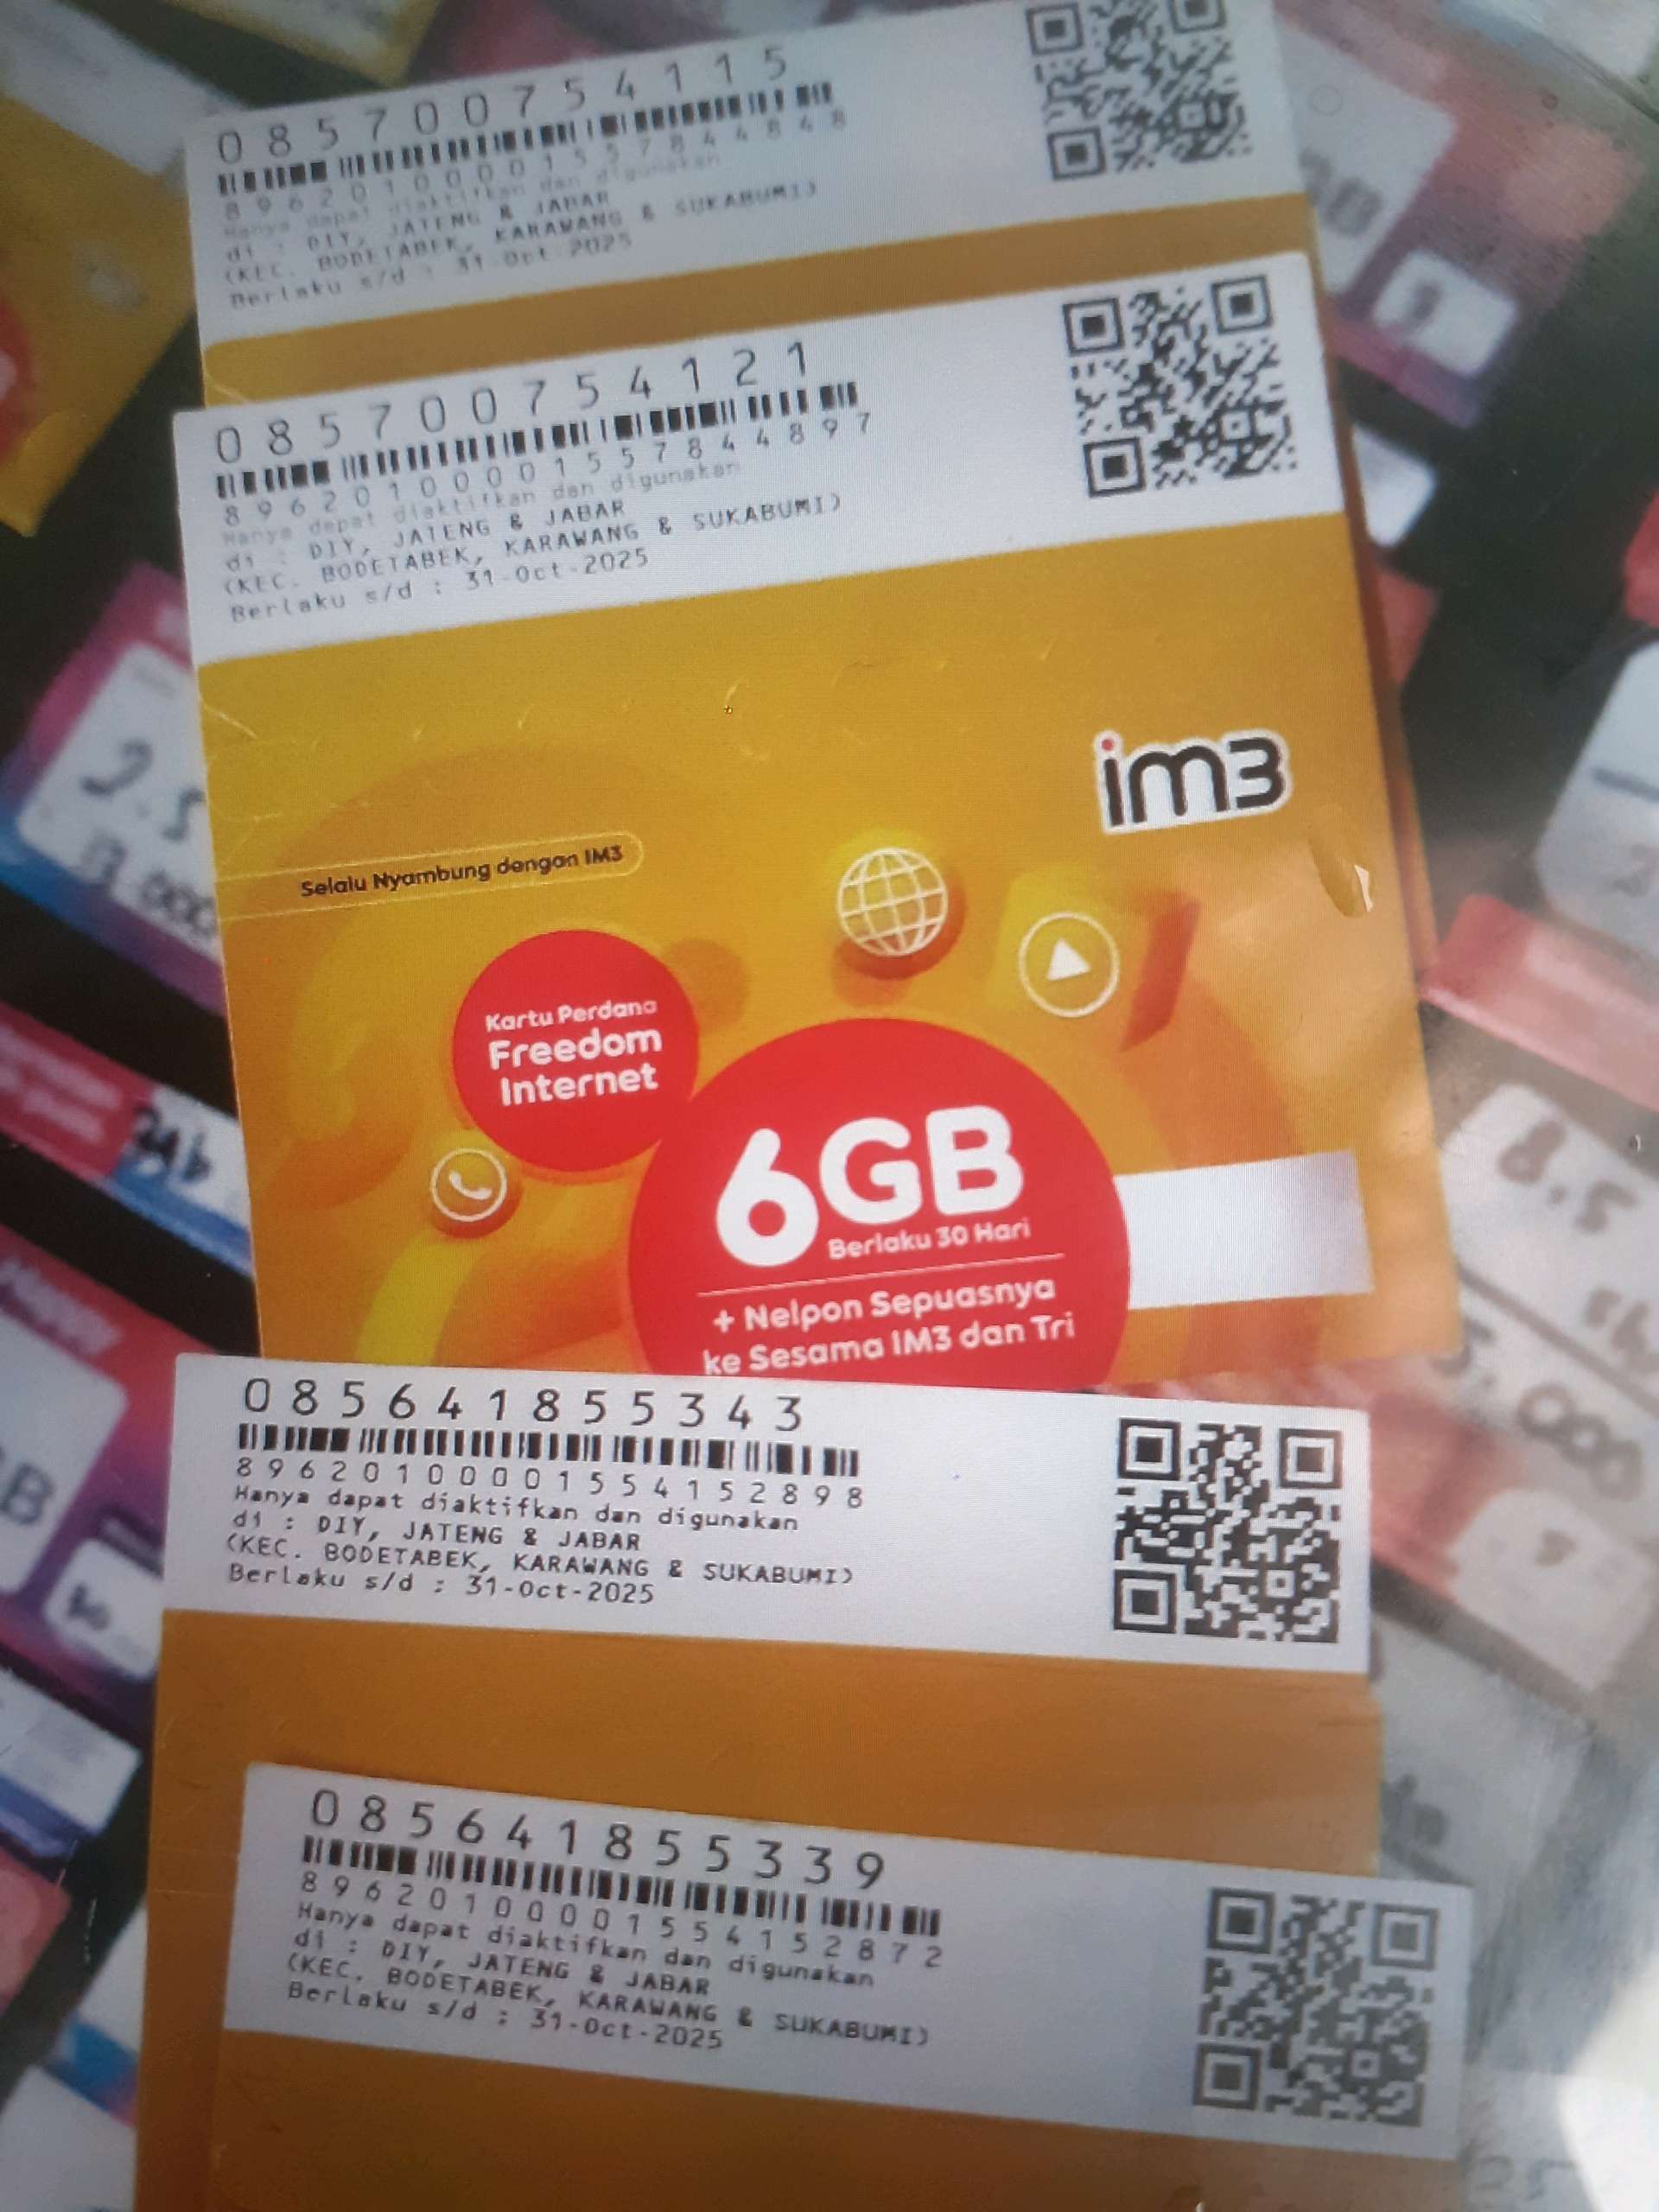 085700754115
89620100001557844848
Hanya dapat diaktifkan dan digunakan
di : DIY, JATENG & JABAR
(KEC. BODETABEK, KARAWANG & SUKABUMI)
Berlaku s/d : 31-Oct-2025
085700754121
89620100001557844897
Hanya dapat diaktifkan dan digunakan
di : DIY, JATENG & JABAR
(KEC. BODETABEK, KARAWANG & SUKABUMI)
Berlaku s/d : 31-Oct-2025
im3
Selalu Nyambung dengan IM3
Kartu Perdana
Freedom
Internet
6GB
Berlaku 30 Hari
+ Nelpon Sepuasnya
ke Sesama IM3 dan Tri
085641855343
89620100001554152898
Hanya dapat diaktifkan dan digunakan
di : DIY, JATENG & JABAR
(KEC. BODETABEK, KARAWANG & SUKABUMI)
Berlaku s/d : 31-Oct-2025
085641855339
89620100001554152872
Hanya dapat diaktifkan dan digunakan
di : DIY, JATENG & JABAR
(KEC. BODETABEK, KARAWANG & SUKABUMI)
Berlaku s/d : 31-Oct-2025
8.5